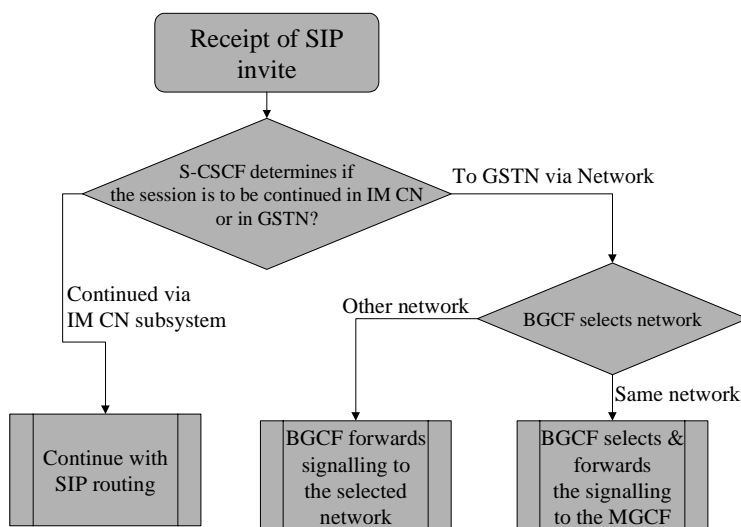 Receipt of SIP
invite
S-CSCF determines if
the session is to be continued in IM CN
or in GSTN?
To GSTN via Network
Continued via
IM CN subsystem
Other network
BGCF selects network
Same network
Continue with
SIP routing
BGCF forwards
signalling to
the selected
network
BGCF selects &
forwards
the signalling
to the MGCF